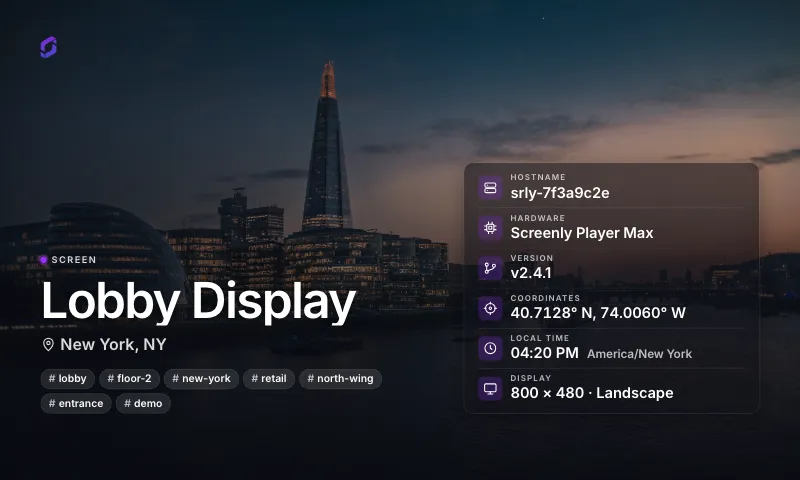 SCREEN
Lobby Display
New York, NY
# lobby # floor-2 # new-york # retail # north-wing
# entrance # demo
HOSTNAME
srly-7f3a9c2e
HARDWARE
Screenly Player Max
VERSION
v2.4.1
COORDINATES
40.7128° N, 74.0060° W
LOCAL TIME
04:20 PM America/New York
DISPLAY
800 × 480 · Landscape